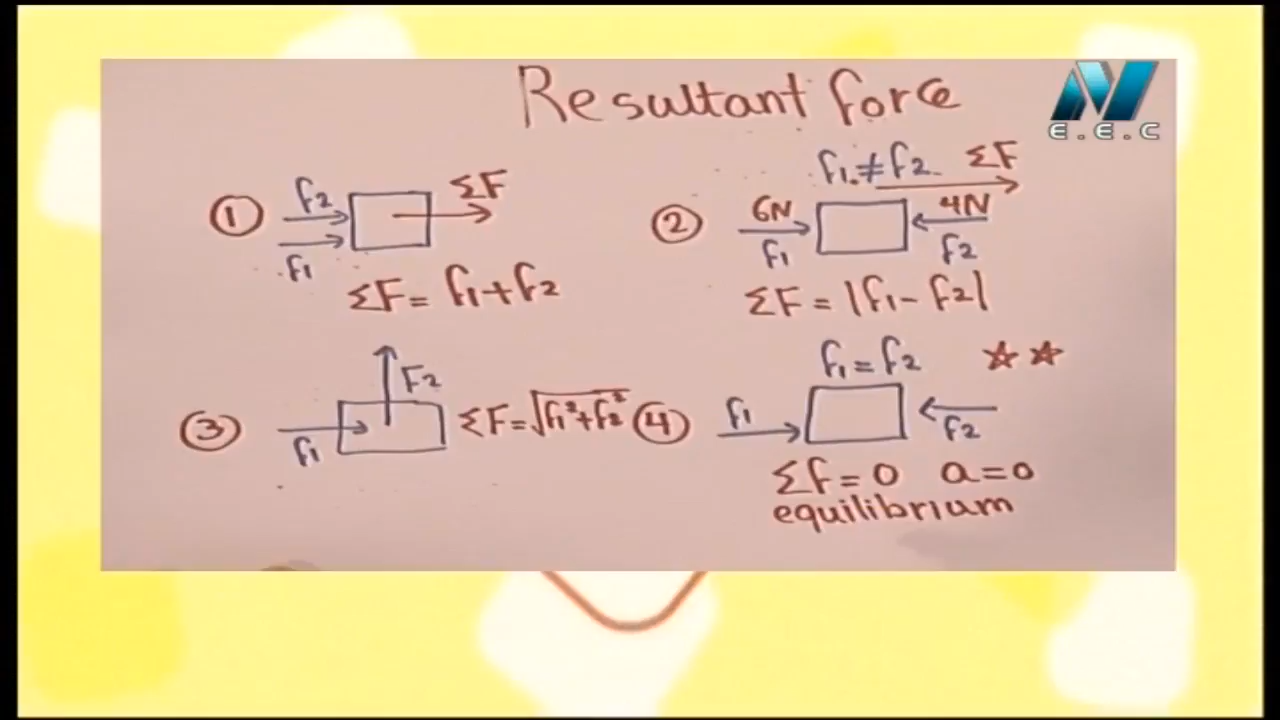 Resultant force
N
E.E.C
① F2 ΣF
F1
ΣF = F1 + F2
F1 ≠ F2 ΣF
② 6N 4N
F1 F2
ΣF = |F1 - F2|
③ F2
F1
ΣF = √F1² + F2²
F1 = F2 ☆☆
④ F1 F2
ΣF = 0 a = 0
equilibrium